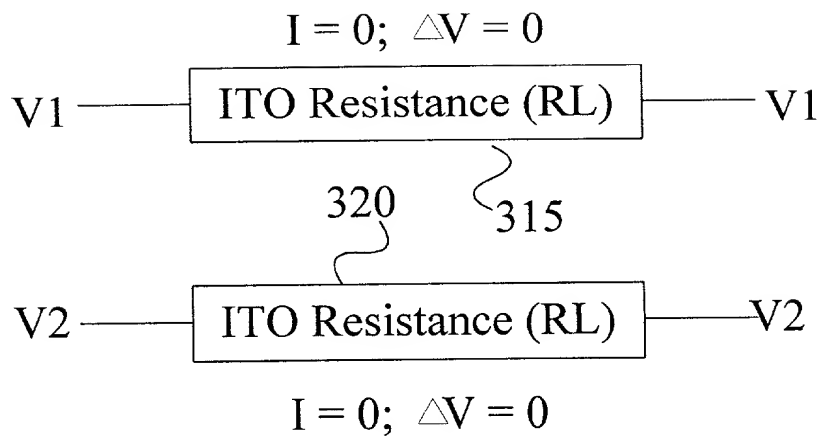 I = 0; △V = 0
V1 ITO Resistance (RL) V1
320
315
V2 ITO Resistance (RL) V2
I = 0; △V = 0